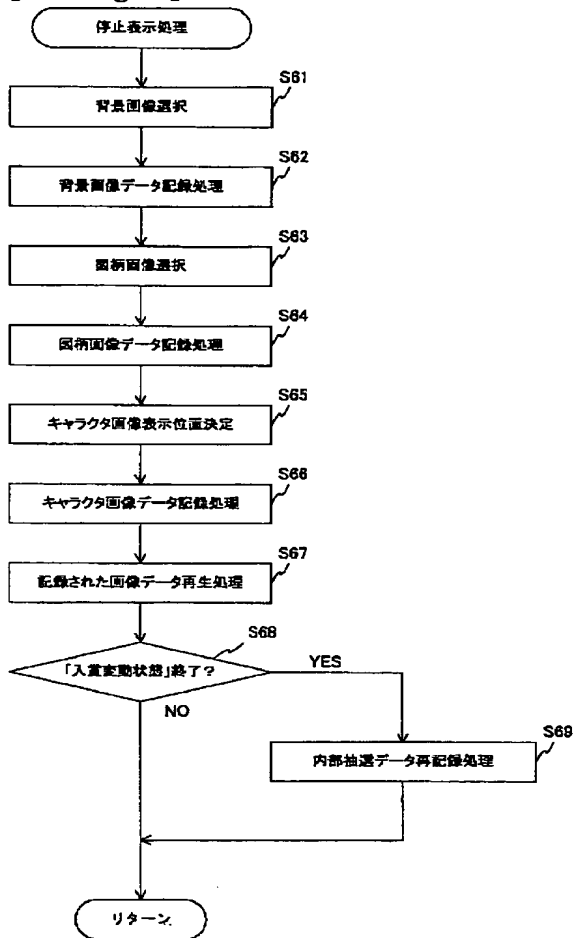 停止表示処理
S61
背景画像選択
S62
背景画像データ記録処理
S63
図柄画像選択
S64
図柄画像データ記録処理
S65
キャラクタ画像表示位置決定
S66
キャラクタ画像データ記録処理
S67
記録された画像データ再生処理
S68
「入賞変動状態」終了？
YES
NO
S69
内部抽選データ再記録処理
リターン